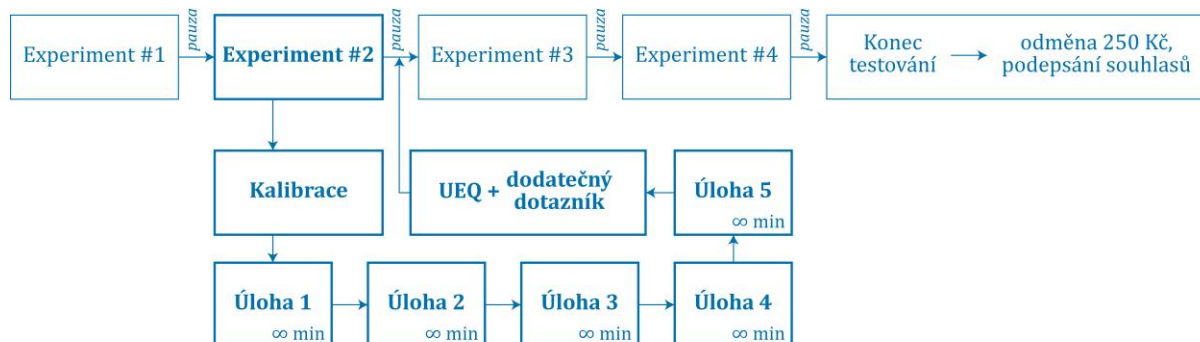 pauza
pauza
pauza
pauza
Experiment #1
Experiment #2
Experiment #3
Experiment #4
Konec
testování
odměna 250 Kč,
podepsání souhlasů
Kalibrace
UEQ + dodatečný
dotazník
Úloha 5
∞ min
Úloha 1
∞ min
Úloha 2
∞ min
Úloha 3
∞ min
Úloha 4
∞ min